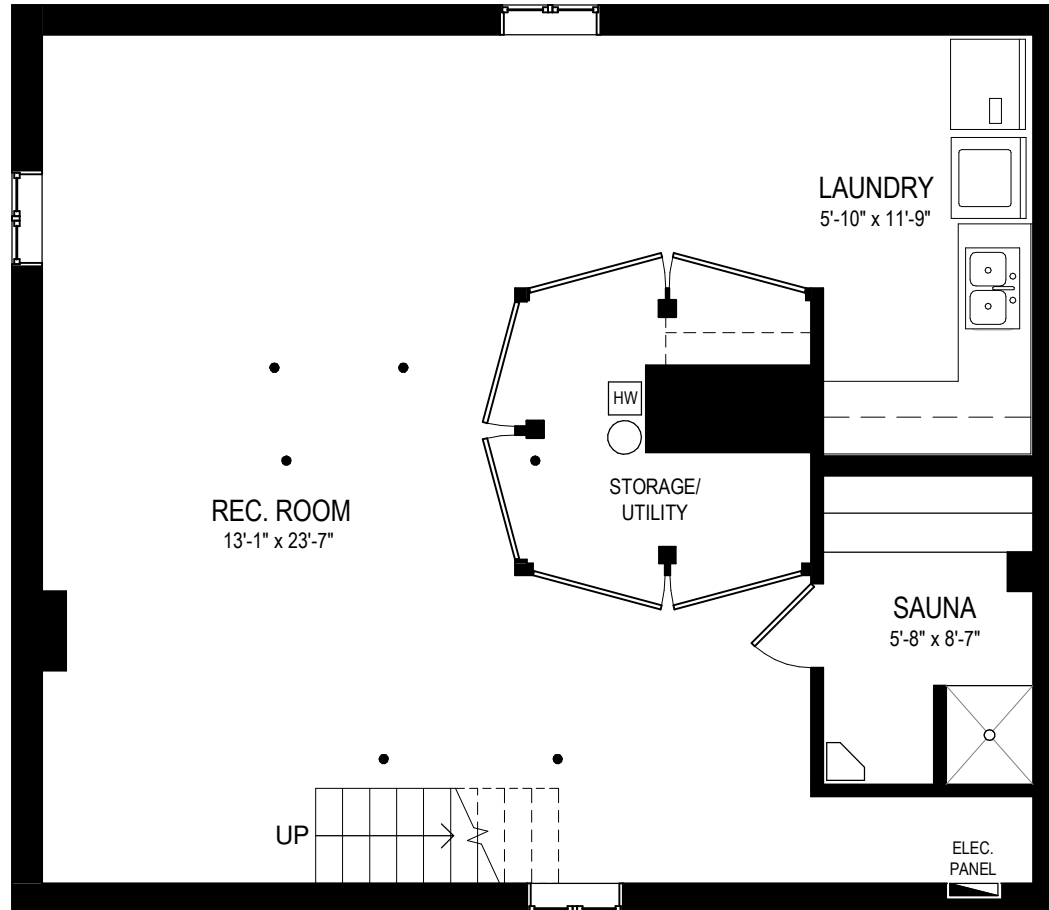 LAUNDRY
5'-10" x 11'-9"
HW
STORAGE/
UTILITY
REC. ROOM
13'-1" x 23'-7"
SAUNA
5'-8" x 8'-7"
UP
ELEC.
PANEL